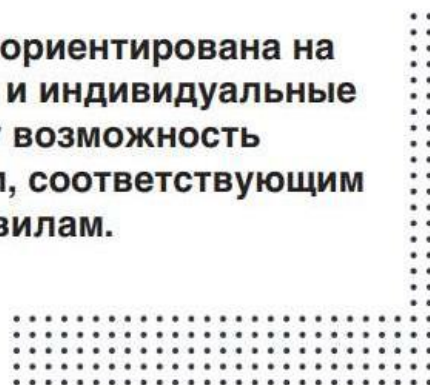 ориентирована на
и индивидуальные
возможность
, соответствующим
вилам.